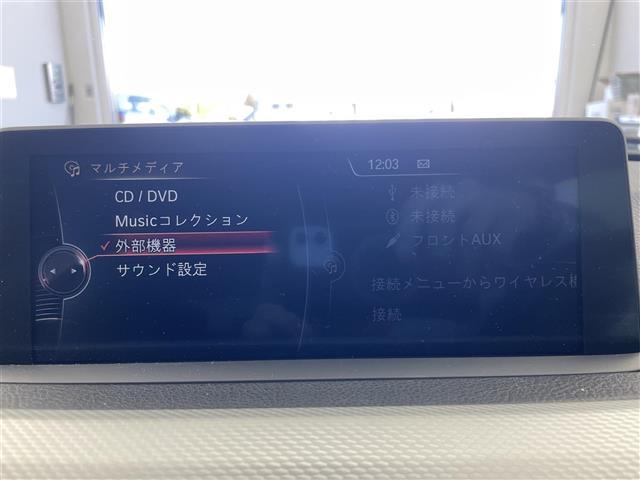 マルチメディア
12:03
CD / DVD
Musicコレクション
外部機器
サウンド設定
未接続
未接続
フロントAUX
接続メニューからワイヤレス
接続